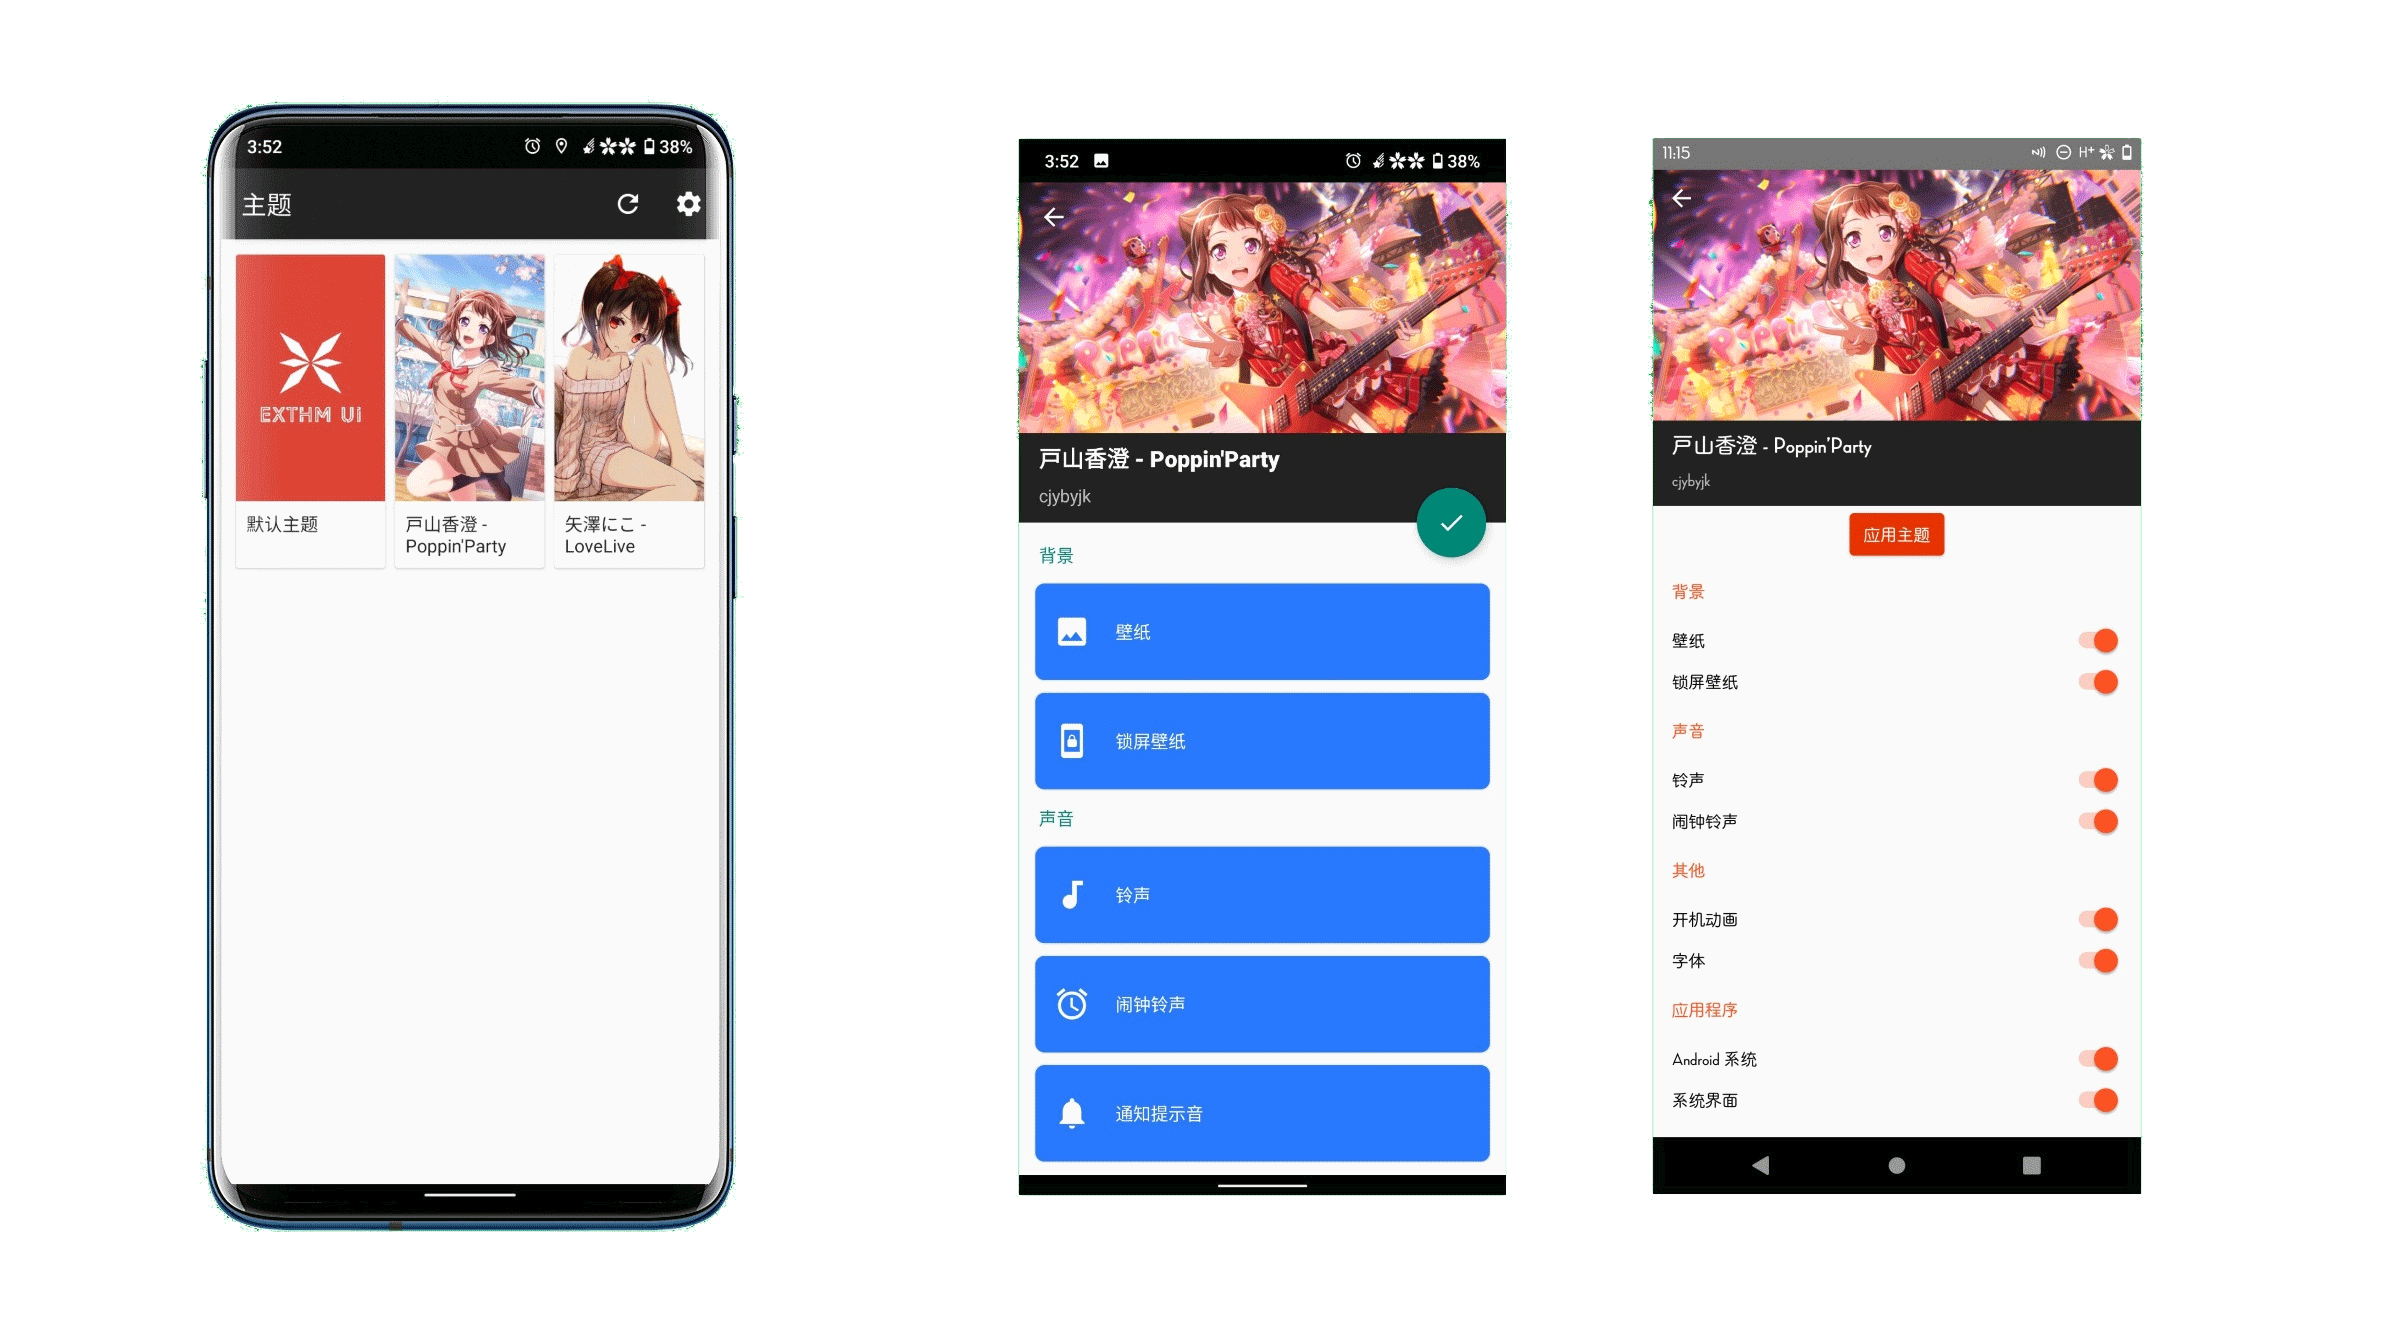 3:52
38%
主题
EXTHM Ui
默认主题
戸山香澄 -
Poppin'Party
矢澤にこ -
LoveLive
3:52
38%
戸山香澄 - Poppin'Party
cjybyjk
背景
壁纸
锁屏壁纸
声音
铃声
闹钟铃声
通知提示音
11:15
H+
戸山香澄 - Poppin'Party
cjybyjk
应用主题
背景
壁纸
锁屏壁纸
声音
铃声
闹钟铃声
其他
开机动画
字体
应用程序
Android 系统
系统界面